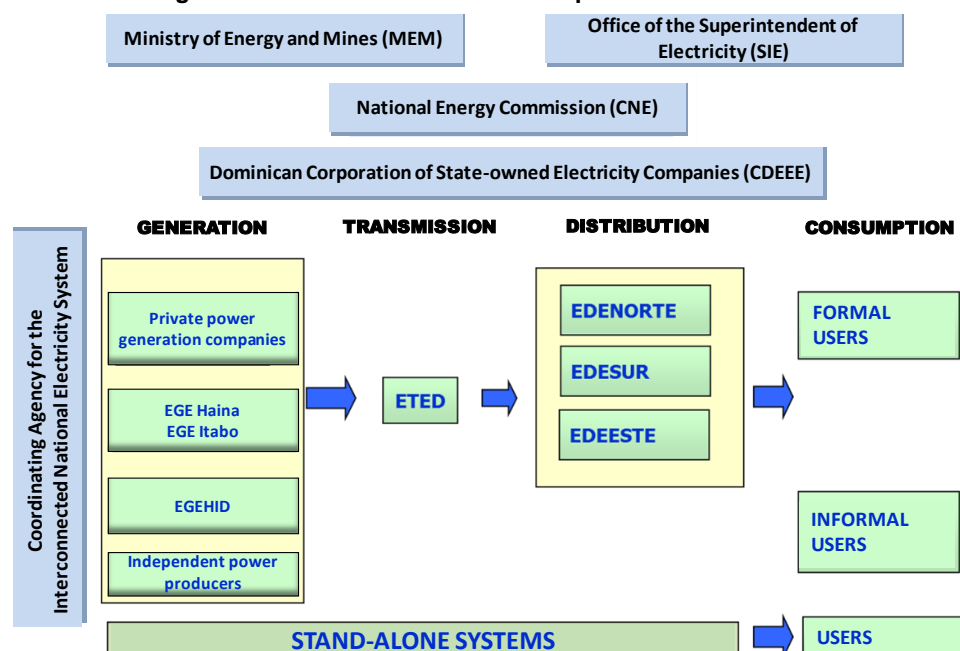 Ministry of Energy and Mines (MEM)
Office of the Superintendent of
Electricity (SIE)
National Energy Commission (CNE)
Dominican Corporation of State-owned Electricity Companies (CDEEE)
GENERATION
TRANSMISSION
DISTRIBUTION
CONSUMPTION
Coordinating Agency for the
Interconnected National Electricity System
Private power
generation companies
EGE Haina
EGE Itabo
EGEHID
Independent power
producers
ETED
EDENORTE
EDESUR
EDEESTE
FORMAL
USERS
INFORMAL
USERS
STAND-ALONE SYSTEMS
USERS